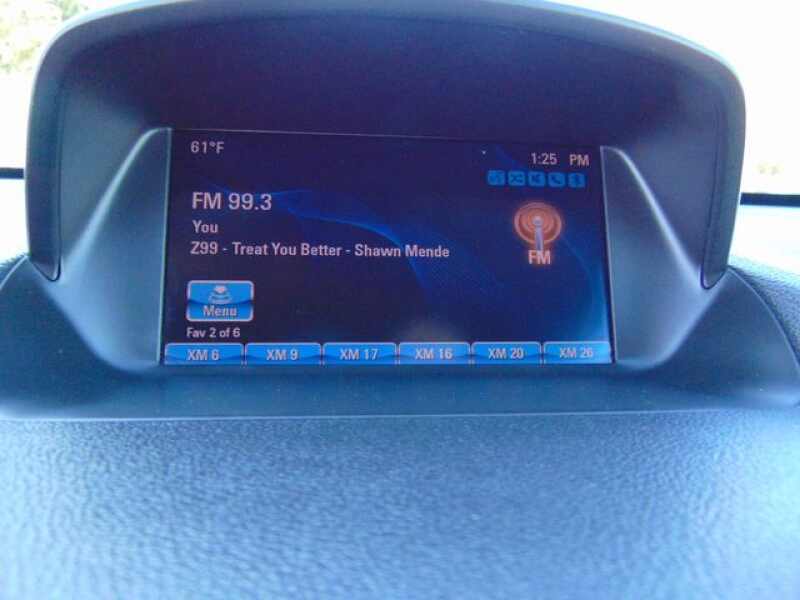 61°F
1:25 PM
FM 99.3
You
Z99 - Treat You Better - Shawn Mende
FM
Menu
Fav 2 of 6
XM 6 XM 9 XM 17 XM 16 XM 20 XM 26